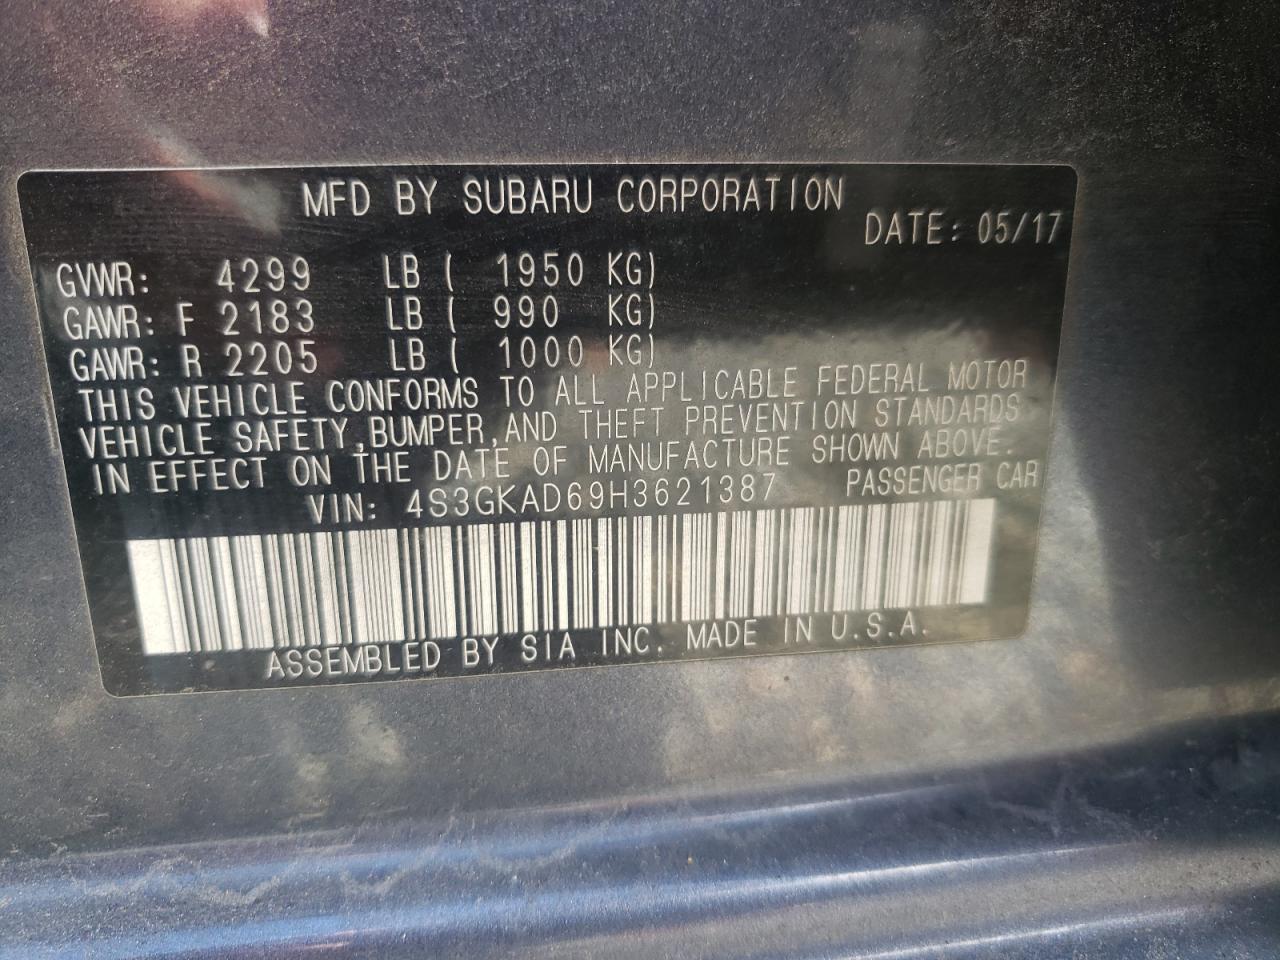 MFD BY SUBARU CORPORATION
DATE: 05/17
GVWR: 4299 LB ( 1950 KG)
GAWR: F 2183 LB ( 990 KG)
GAWR: R 2205 LB ( 1000 KG)
THIS VEHICLE CONFORMS TO ALL APPLICABLE FEDERAL MOTOR
VEHICLE SAFETY,BUMPER,AND THEFT PREVENTION STANDARDS
IN EFFECT ON THE DATE OF MANUFACTURE SHOWN ABOVE.
VIN: 4S3GKAD69H3621387 PASSENGER CAR
ASSEMBLED BY SIA INC. MADE IN U.S.A.